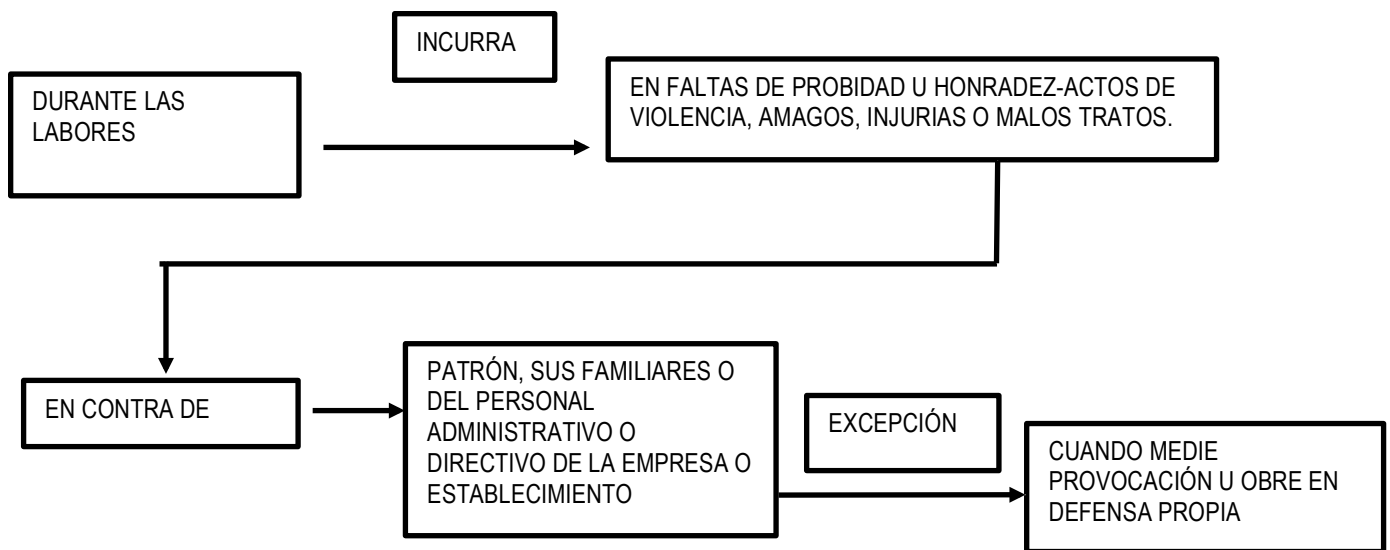 INCURRA
DURANTE LAS
LABORES
EN FALTAS DE PROBIDAD U HONRADEZ-ACTOS DE
VIOLENCIA, AMAGOS, INJURIAS O MALOS TRATOS.
EN CONTRA DE
PATRÓN, SUS FAMILIARES O
DEL PERSONAL
ADMINISTRATIVO O
DIRECTIVO DE LA EMPRESA O
ESTABLECIMIENTO
EXCEPCIÓN
CUANDO MEDIE
PROVOCACIÓN U OBRE EN
DEFENSA PROPIA